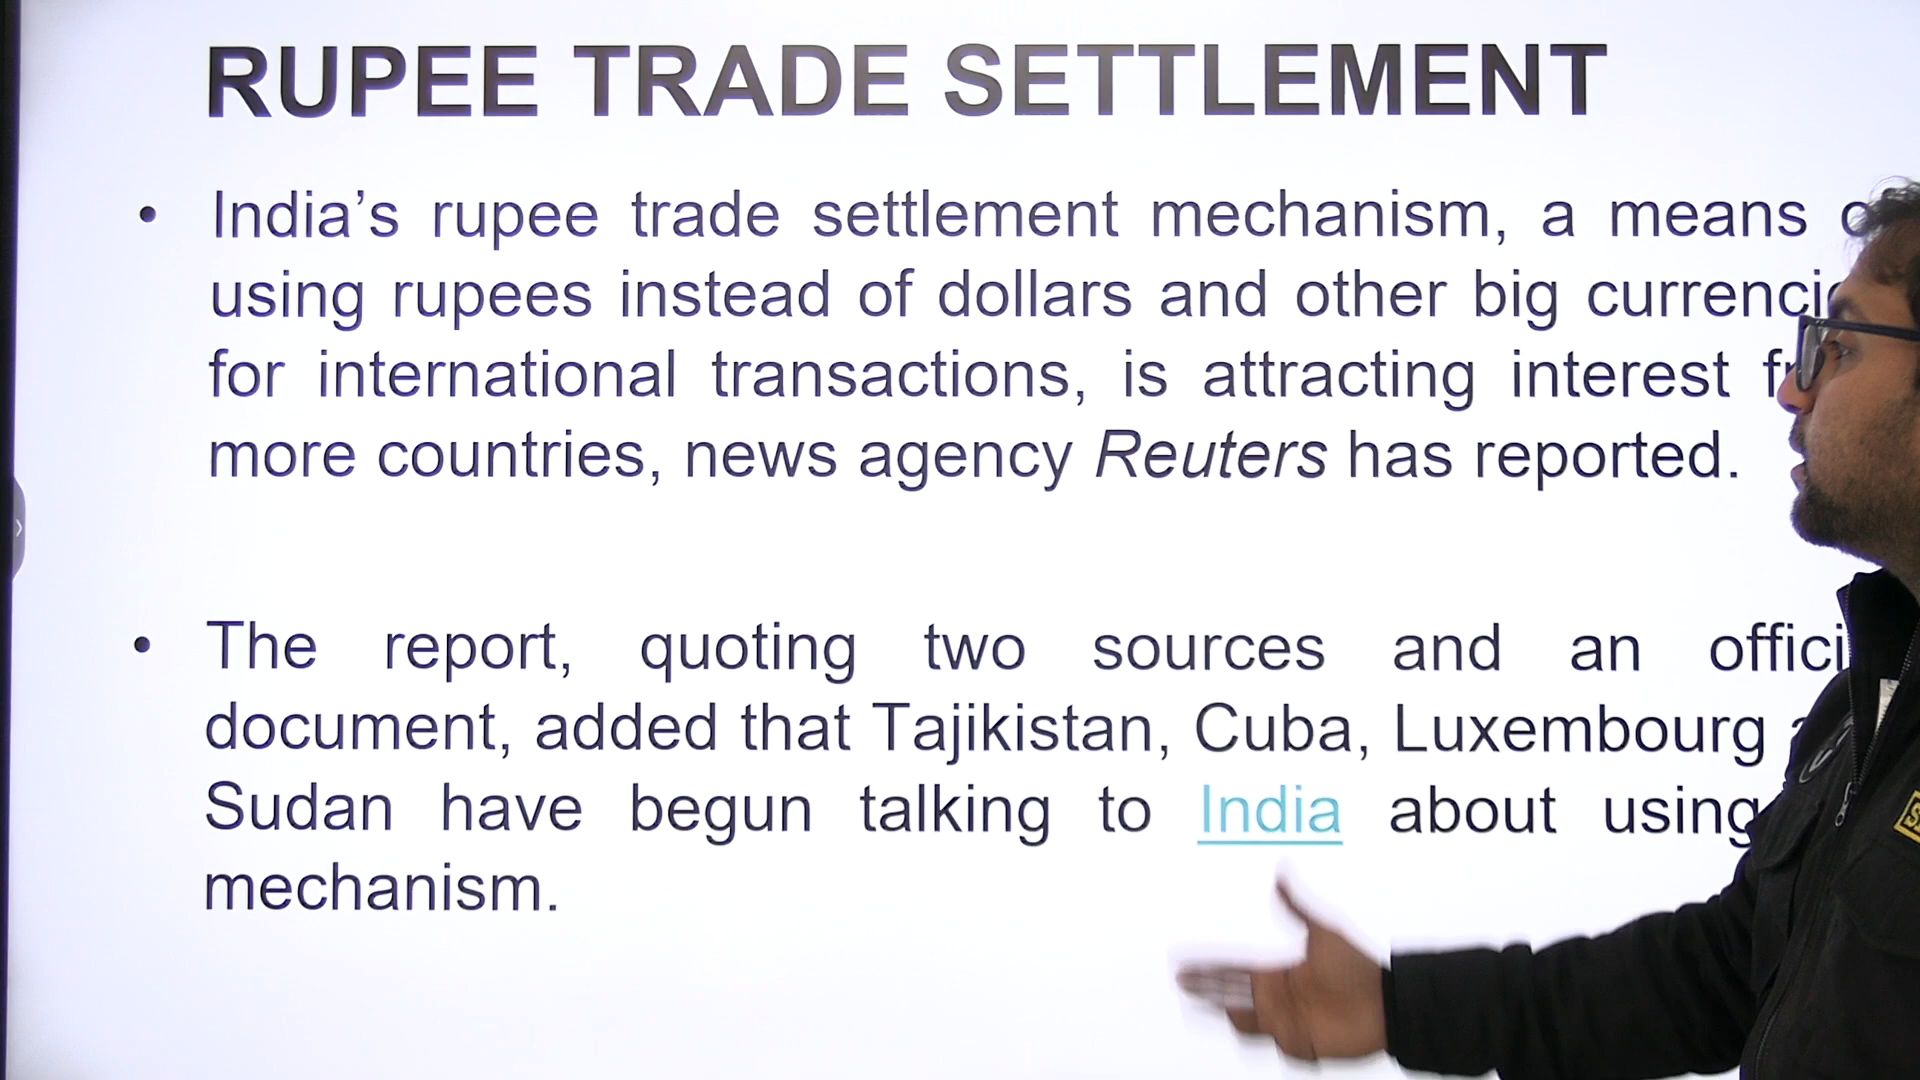 RUPEE TRADE SETTLEMENT
• India’s rupee trade settlement mechanism, a means
using rupees instead of dollars and other big
for international transactions, is attracting interest
more countries, news agency Reuters has reported.
• The report, quoting two sources and an
document, added that Tajikistan, Cuba, Luxembourg
Sudan have begun talking to India about using
mechanism.